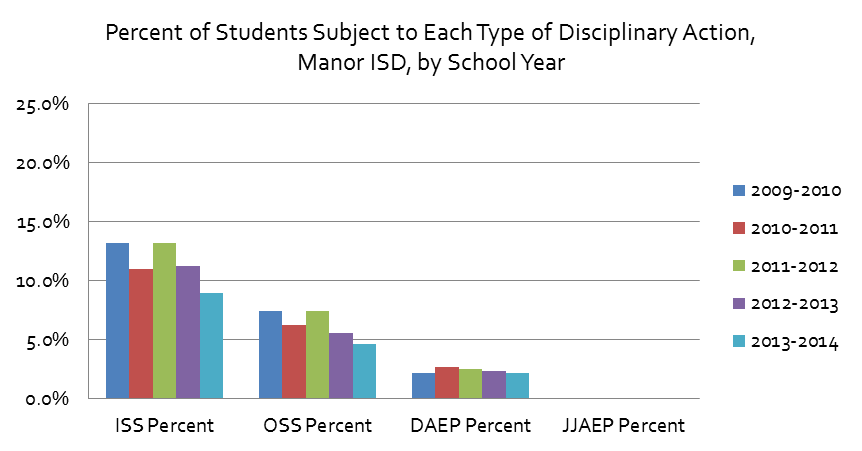 Percent of Students Subject to Each Type of Disciplinary Action,
Manor ISD, by School Year
25.0%
20.0%
15.0%
10.0%
5.0%
0.0%
ISS Percent
OSS Percent
DAEP Percent
JJAEP Percent
2009-2010
2010-2011
2011-2012
2012-2013
2013-2014